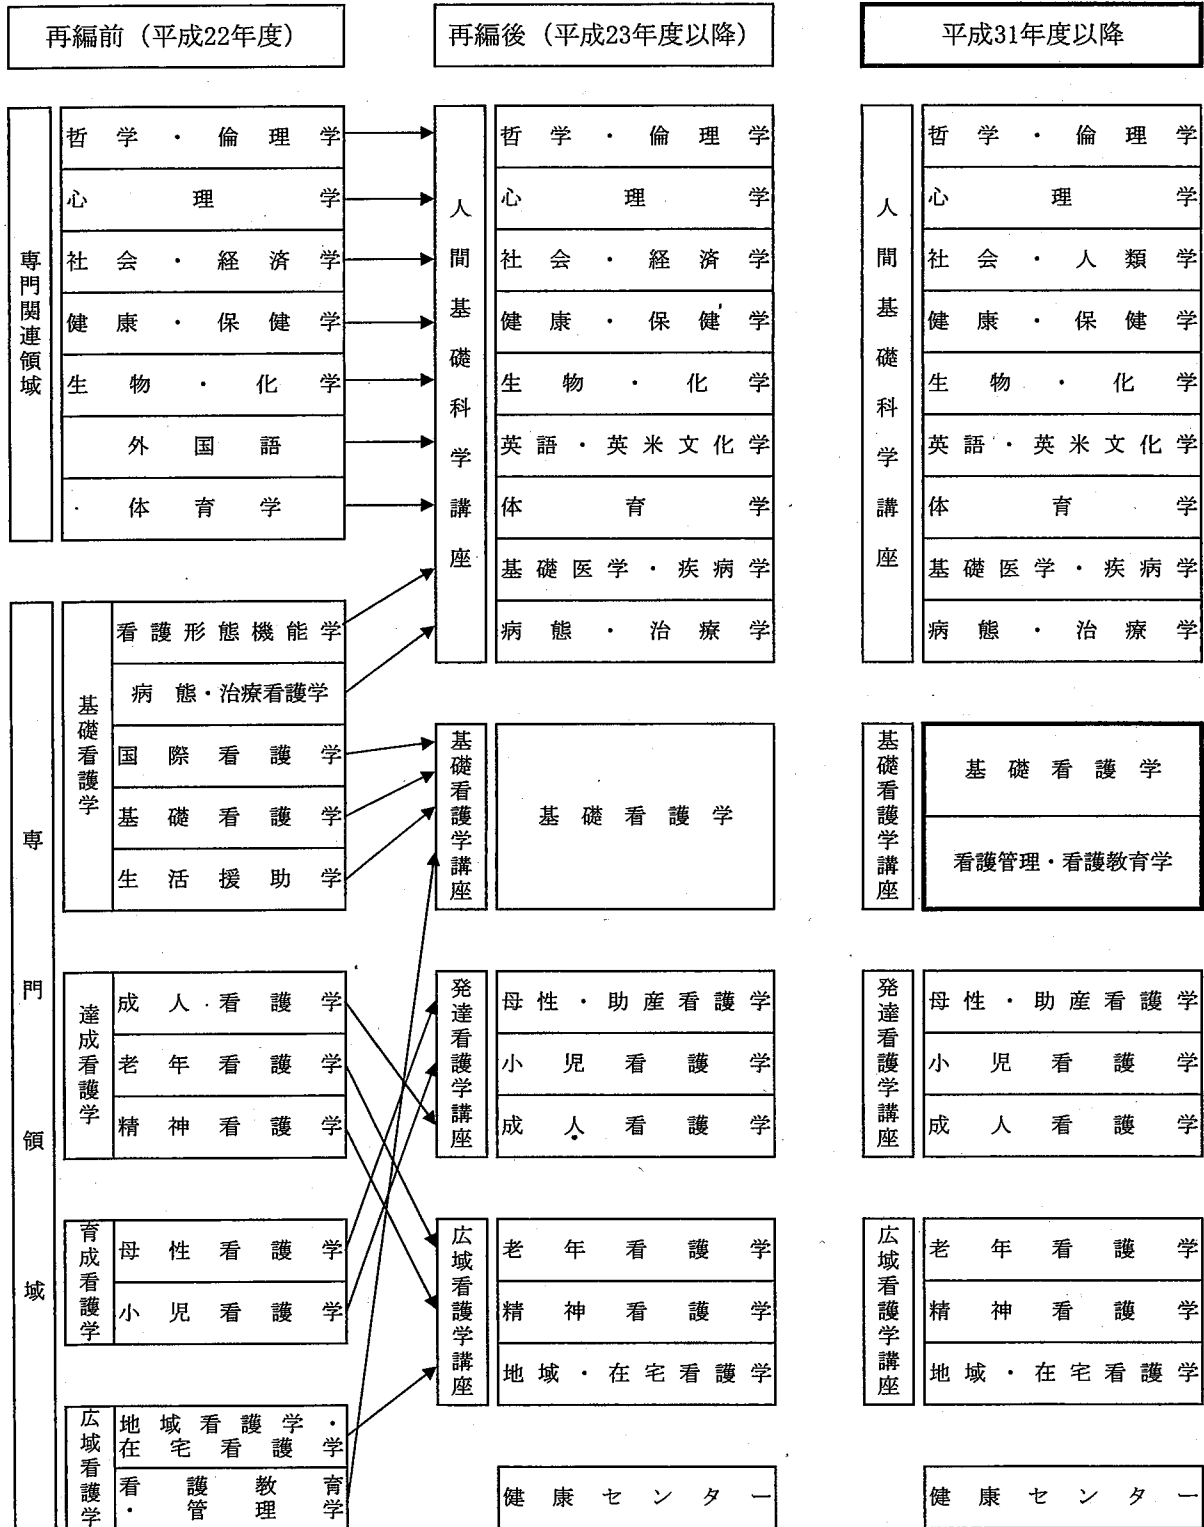 再編前（平成22年度）
専門関連領域
哲学・倫理学
心理学
社会・経済学
健康・保健学
生物・化学
外国語
体育学
専門領域
基礎看護学
看護形態機能学
病態・治療看護学
国際看護学
基礎看護学
生活援助学
達成看護学
成人看護学
老年看護学
精神看護学
育成看護学
母性看護学
小児看護学
広域看護学
地域看護学・
在宅看護学
看護教育
・管理学
再編後（平成23年度以降）
人間基礎科学講座
哲学・倫理学
心理学
社会・経済学
健康・保健学
生物・化学
英語・英米文化学
体育学
基礎医学・疾病学
病態・治療学
基礎看護学講座
基礎看護学
発達看護学講座
母性・助産看護学
小児看護学
成人看護学
広域看護学講座
老年看護学
精神看護学
地域・在宅看護学
健康センター
平成31年度以降
人間基礎科学講座
哲学・倫理学
心理学
社会・人類学
健康・保健学
生物・化学
英語・英米文化学
体育学
基礎医学・疾病学
病態・治療学
基礎看護学講座
基礎看護学
看護管理・看護教育学
発達看護学講座
母性・助産看護学
小児看護学
成人看護学
広域看護学講座
老年看護学
精神看護学
地域・在宅看護学
健康センター